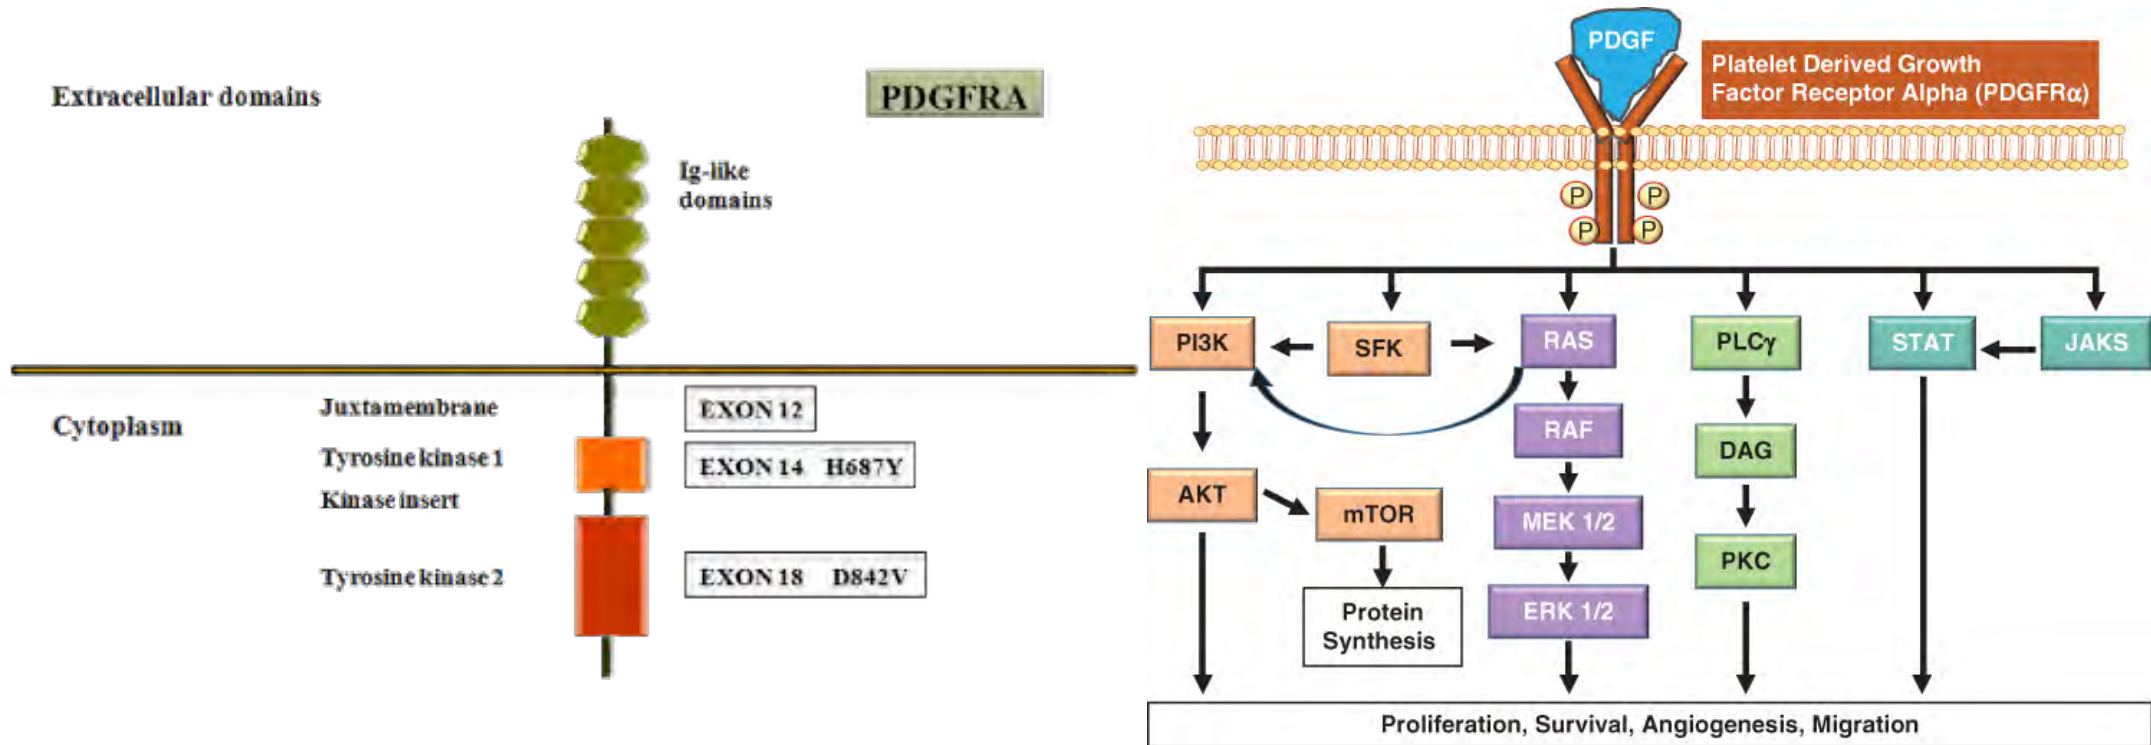 Extracellular domains
PDGFRA
Ig-like
domains
Juxtamembrane
EXON 12
Cytoplasm
Tyrosine kinase 1
EXON 14 H687Y
Kinase insert
Tyrosine kinase 2
EXON 18 D842V
PDGF
Platelet Derived Growth
Factor Receptor Alpha (PDGFRα)
P
P
P
P
PI3K
SFK
RAS
PLCγ
STAT
JAKS
RAF
DAG
AKT
mTOR
MEK 1/2
PKC
Protein
Synthesis
ERK 1/2
Proliferation, Survival, Angiogenesis, Migration